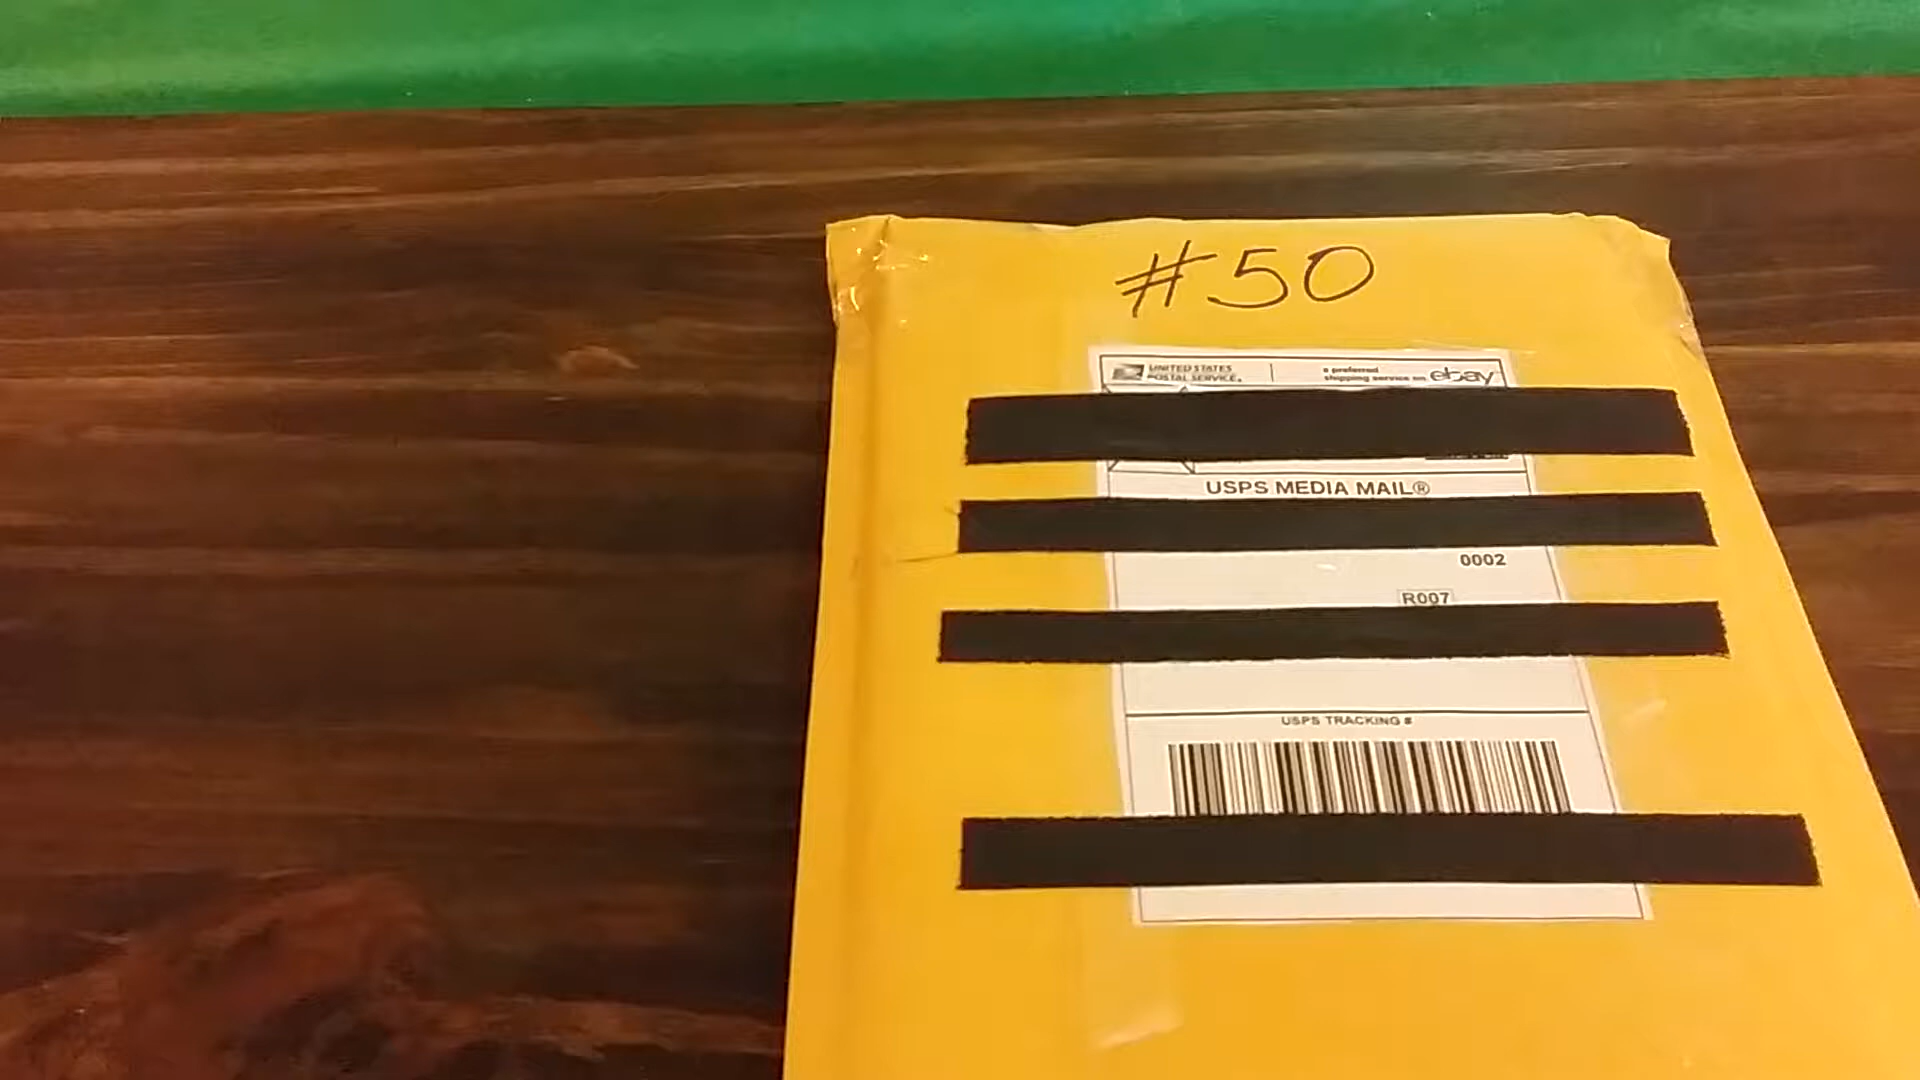 #50
UNITED STATES
POSTAL SERVICE®
a preferred
shipping service on ebay
USPS MEDIA MAIL®
0002
R007
USPS TRACKING #